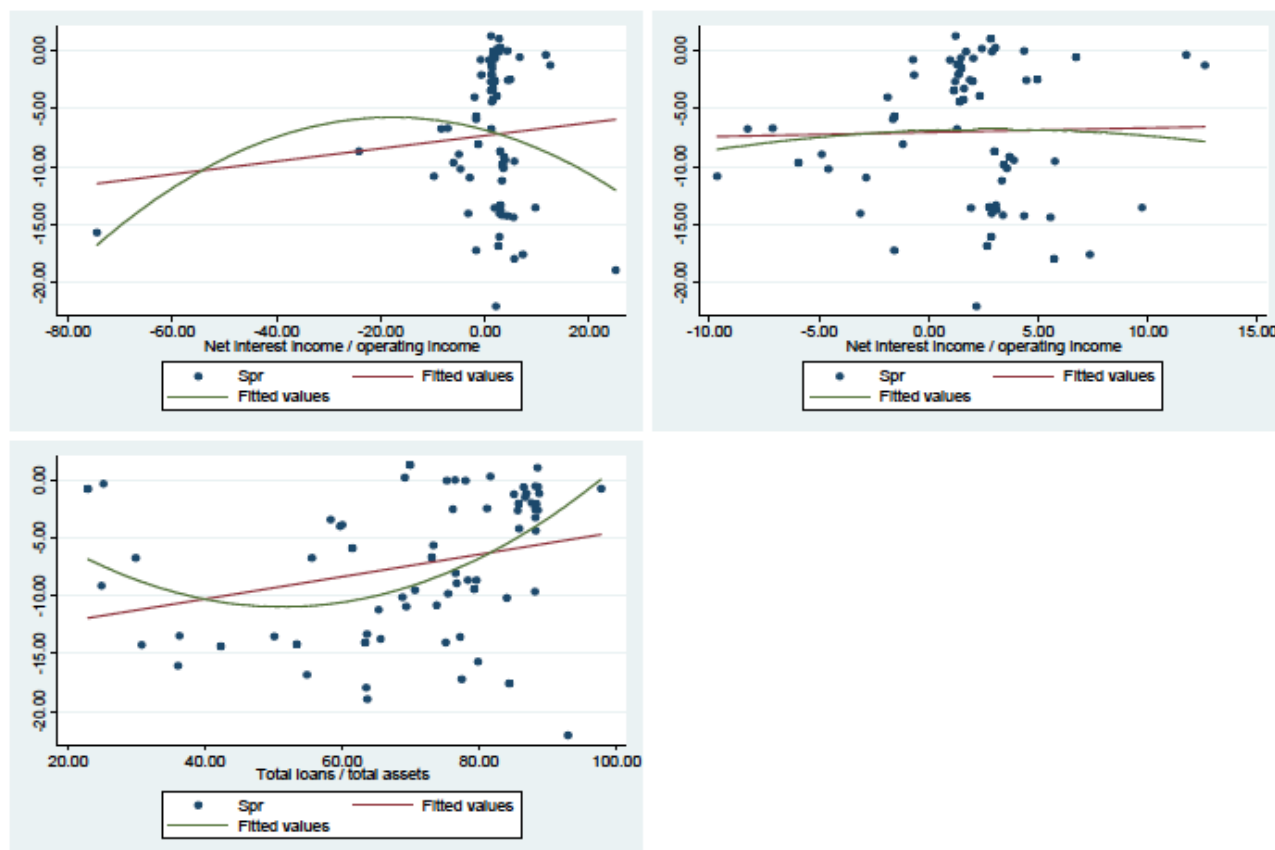 0.00
-5.00
-10.00
-15.00
-20.00
-80.00 -60.00 -40.00 -20.00 0.00 20.00
Net interest income / operating income
Spr Fitted values
Fitted values
0.00
-5.00
-10.00
-15.00
-20.00
-10.00 -5.00 0.00 5.00 10.00 15.00
Net interest income / operating income
Spr Fitted values
Fitted values
0.00
-5.00
-10.00
-15.00
-20.00
20.00 40.00 60.00 80.00 100.00
Total loans / total assets
Spr Fitted values
Fitted values